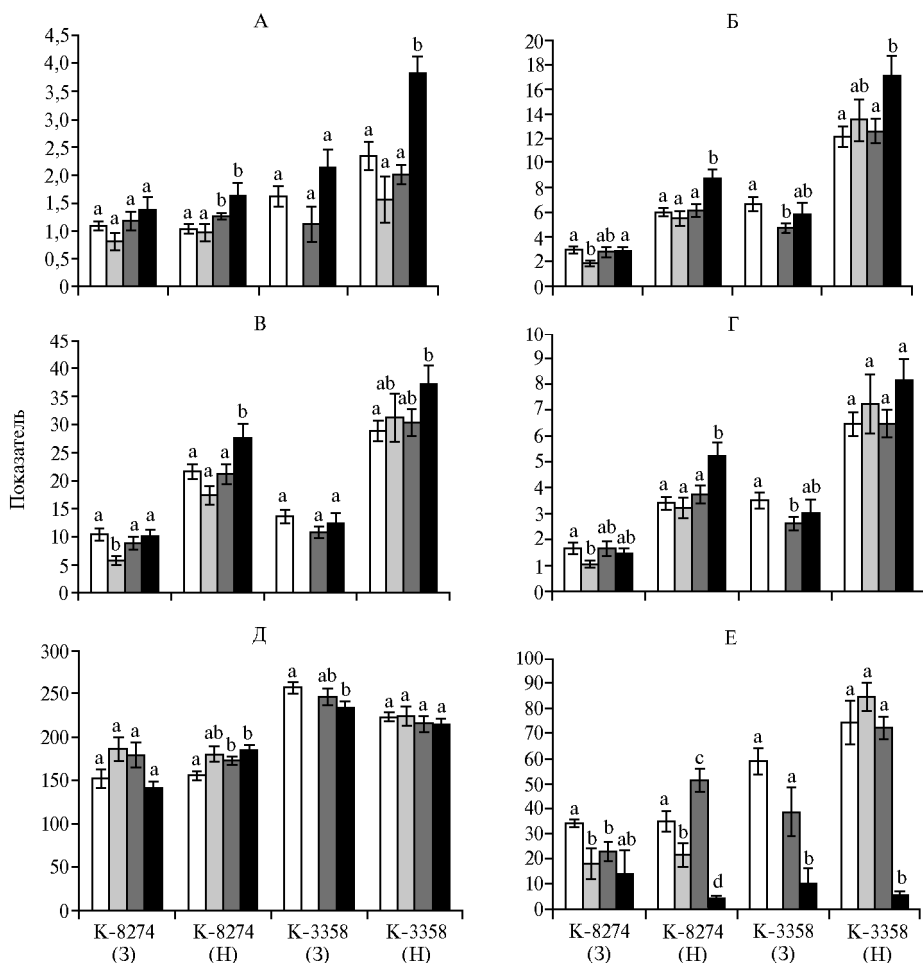 А
4,5
4,0
3,5
3,0
2,5
2,0
1,5
1,0
5,0
0
a a a a
a a b b
a a a
a a a b
Б
20
18
16
14
12
10
8
6
4
2
0
a b ab a
a a a b
a b ab
a ab a b
Показатель
В
45
40
35
30
25
20
15
10
5
0
a b a a
a a a b
a a a
a ab ab b
Г
10
9
8
7
6
5
4
3
2
1
0
a b ab ab
a a a b
a b ab
a a a a
Д
300
250
200
150
100
50
0
a a a a
a ab b b
a ab b
a a a a
К-8274 (З)
К-8274 (Н)
К-3358 (З)
К-3358 (Н)
Е
100
90
80
70
60
50
40
30
20
10
0
a b b ab
a b c d
a a b
a a a b
К-8274 (З)
К-8274 (Н)
К-3358 (З)
К-3358 (Н)